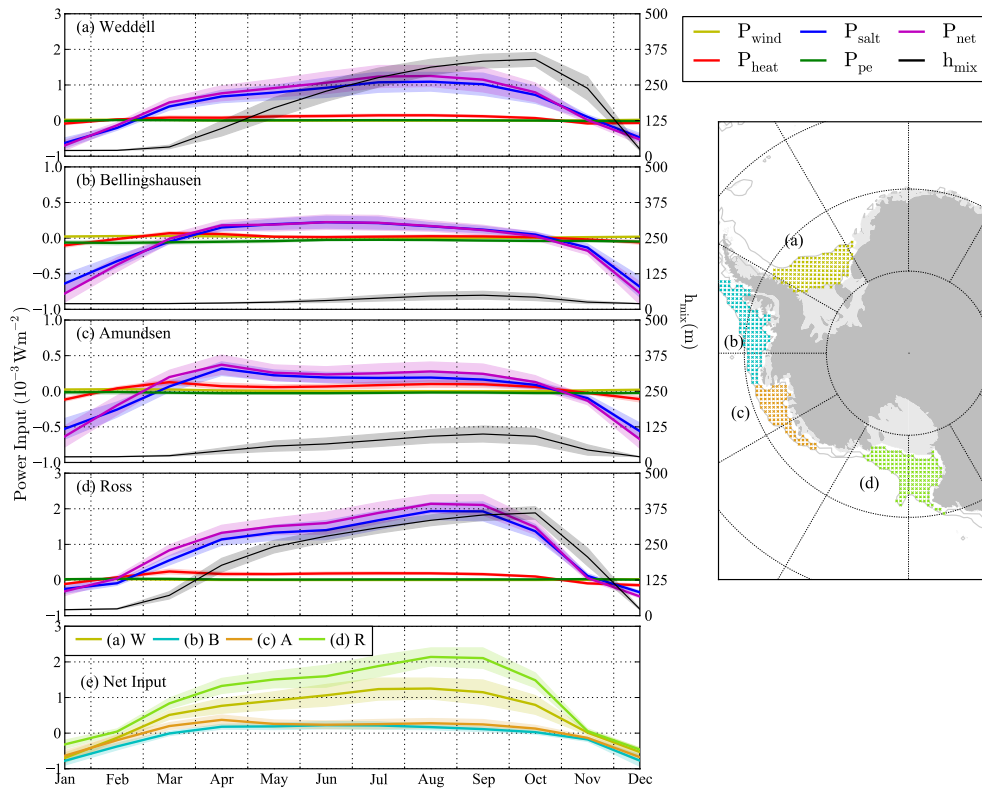 (a) Weddell
3
2
1
0
−1
500
375
250
125
0
(b) Bellingshausen
1.0
0.5
0.0
−0.5
−1.0
500
375
250
125
0
(c) Amundsen
0.5
0.0
−0.5
−1.0
500
375
250
125
0
(d) Ross
3
2
1
0
−1
500
375
250
125
0
(a) W (b) B (c) A (d) R
(e) Net Input
3
2
1
0
−1
Jan Feb Mar Apr May Jun Jul Aug Sep Oct Nov Dec
Power Input (10⁻³ Wm⁻²)
h_mix(m)
P_wind P_salt P_net
P_heat P_pe h_mix
(a)
(b)
(c)
(d)